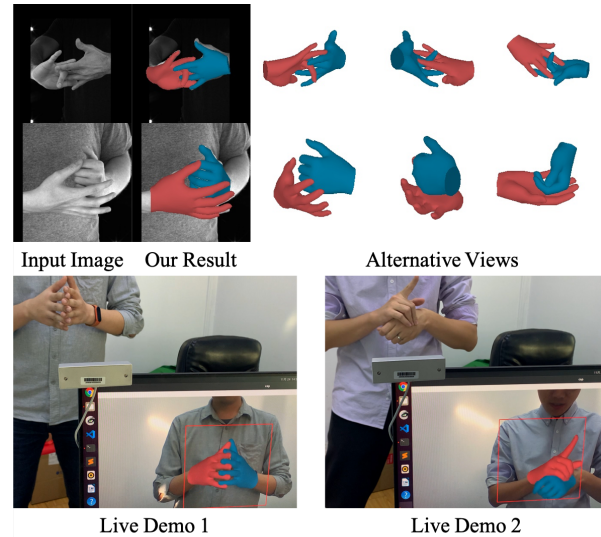 Input Image
Our Result
Alternative Views
Live Demo 1
Live Demo 2